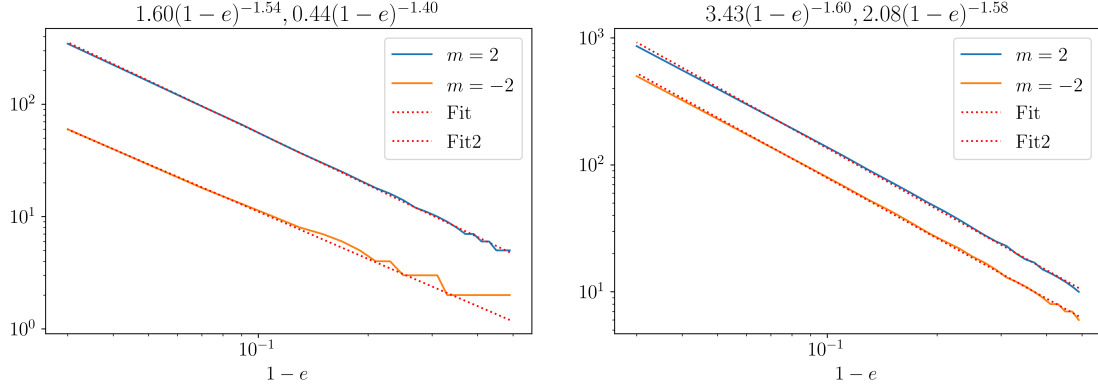 1.60(1 − e)^{−1.54}, 0.44(1 − e)^{−1.40}
10^2
10^1
10^0
10^{−1}
1 − e
m = 2
m = −2
Fit
Fit2
3.43(1 − e)^{−1.60}, 2.08(1 − e)^{−1.58}
10^3
10^2
10^1
10^{−1}
1 − e
m = 2
m = −2
Fit
Fit2